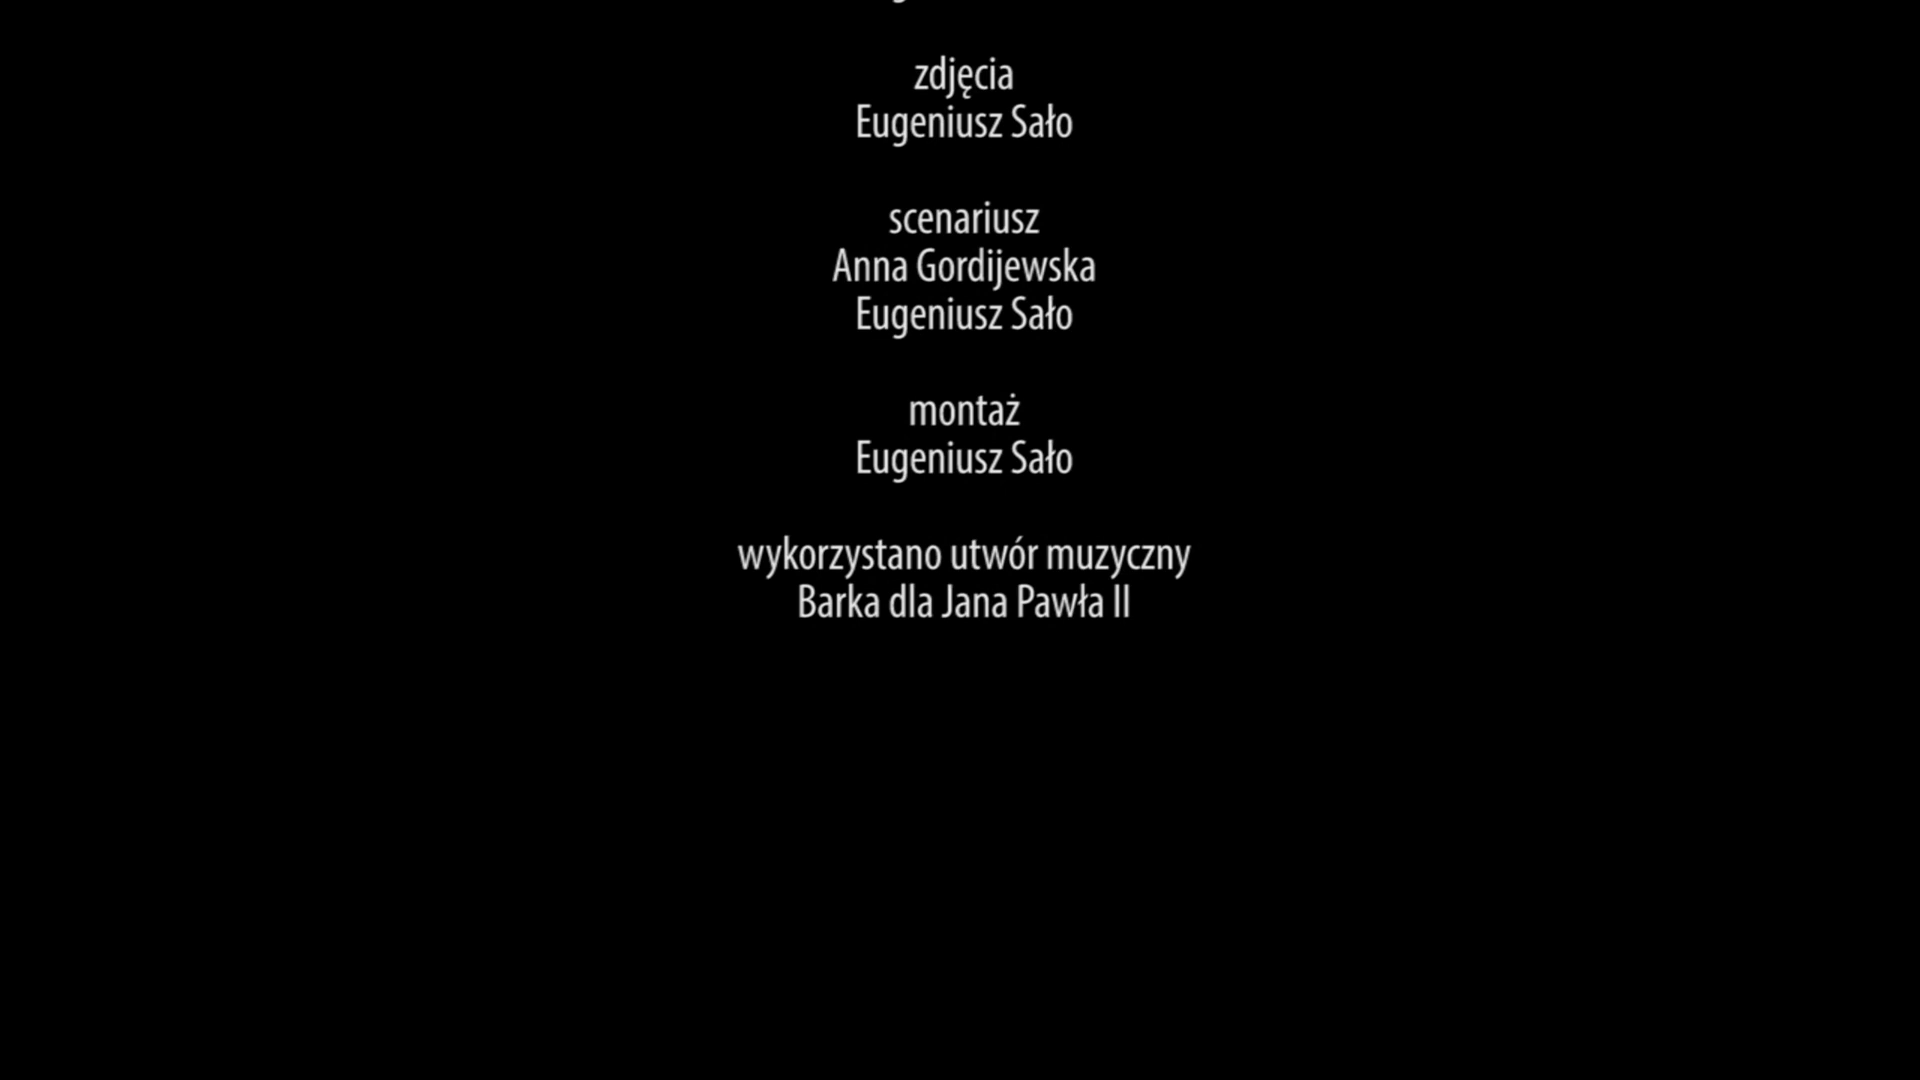 zdjęcia
Eugeniusz Sało
scenariusz
Anna Gordijewska
Eugeniusz Sało
montaż
Eugeniusz Sało
wykorzystano utwór muzyczny
Barka dla Jana Pawła II